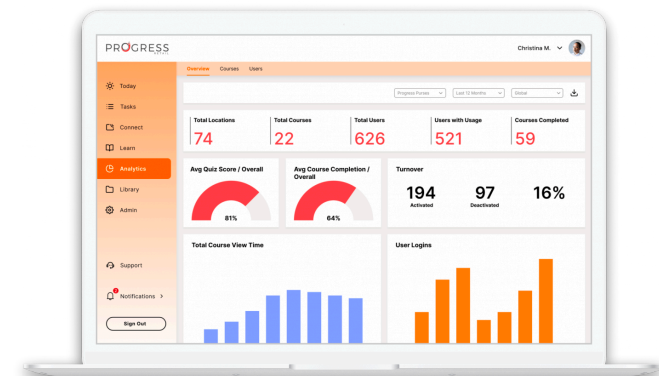 PROGRESS
RETAIL
Christina M.
Overview Courses Users
Today
Tasks
Connect
Learn
Analytics
Library
Admin
Support
2
Notifications >
Sign Out
Progress Purses
Last 12 Months
Global
Total Locations
74
Total Courses
22
Total Users
626
Users with Usage
521
Courses Completed
59
Avg Quiz Score / Overall
81%
Avg Course Completion /
Overall
64%
Turnover
194
Activated
97
Deactivated
16%
Total Course View Time
User Logins